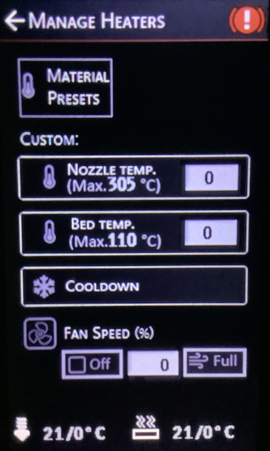 MANAGE HEATERS
MATERIAL
PRESETS
CUSTOM:
NOZZLE TEMP.
(Max.305 °C)
0
BED TEMP.
(Max.110 °C)
0
COOLDOWN
FAN SPEED (%)
Off
0
Full
21/0°C
21/0°C